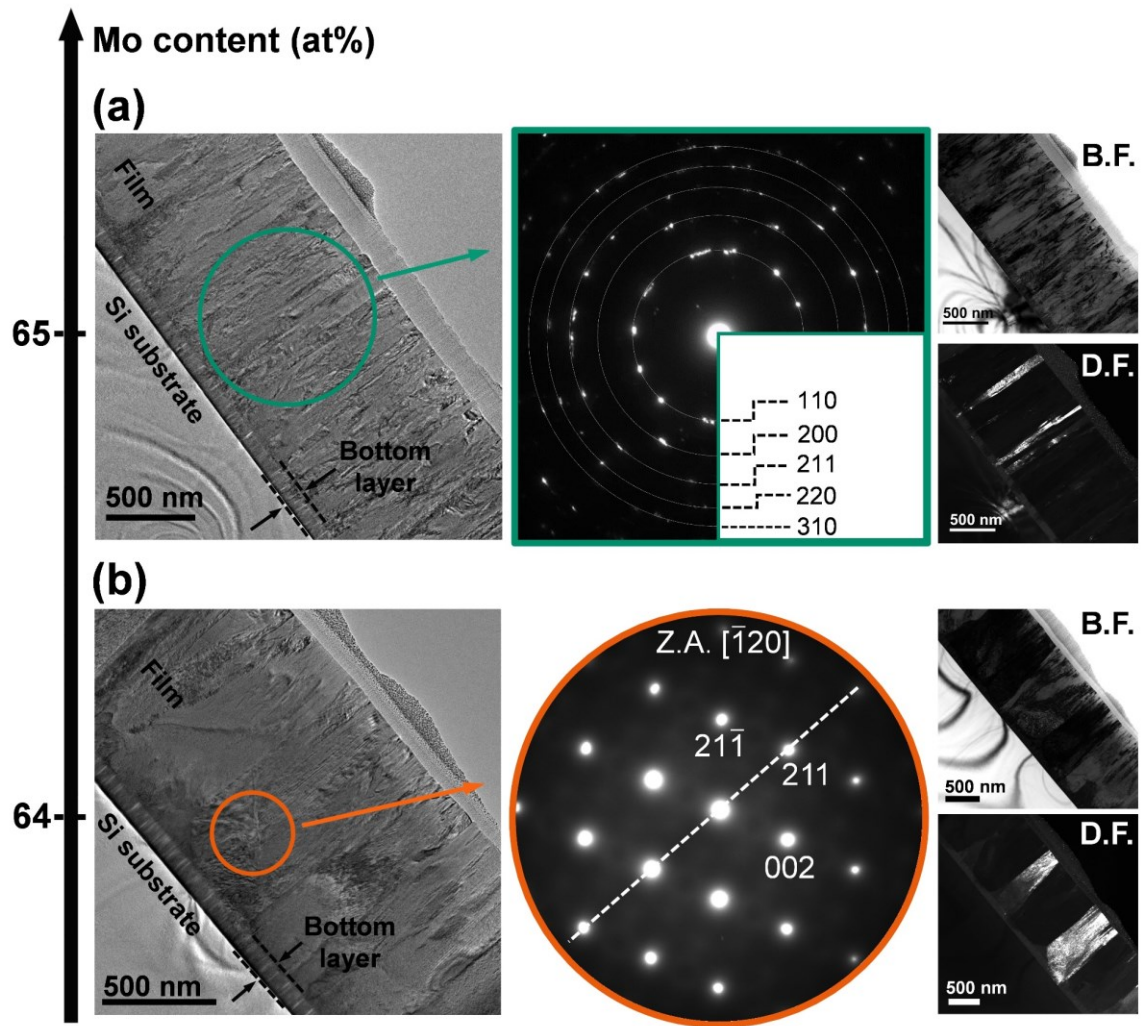 Mo content (at%)
(a)
65
Film
Si substrate
Bottom
layer
500 nm
110
200
211
220
310
B.F.
500 nm
D.F.
500 nm
(b)
64
Film
Si substrate
Bottom
layer
500 nm
Z.A. [1̅20]
211̅
211
002
B.F.
500 nm
D.F.
500 nm